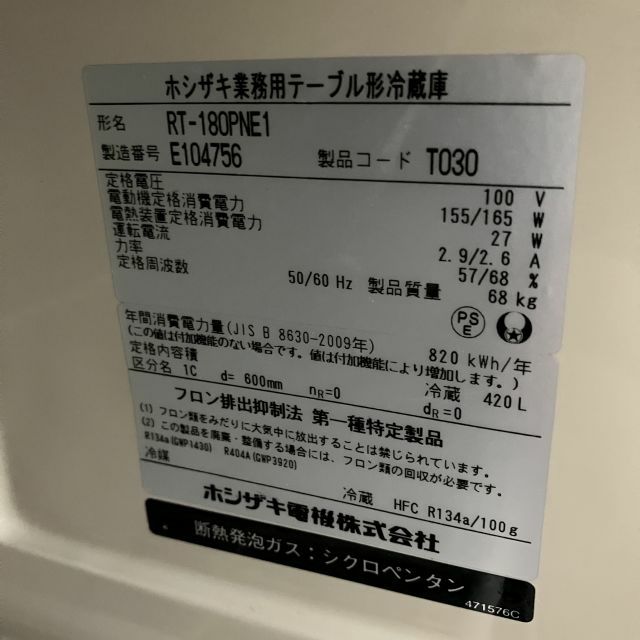 ホシザキ業務用テーブル形冷蔵庫
形名 RT-180PNE1
製造番号 E104756 製品コード T030
定格電圧 100 V
電動機定格消費電力 155/165 W
電熱装置定格消費電力 27 W
運転電流 2.9/2.6 A
力率 57/68 %
定格周波数 50/60 Hz 製品質量 68 kg
PS
E
年間消費電力量(JIS B 8630-2009年) 820 kWh/年
(この値は付加機能のない場合です。値は付加機能により増加します。)
定格内容積 冷蔵 420 L
区分名 1C d= 600mm nR=0 dR=0
フロン排出抑制法 第一種特定製品
(1) フロン類をみだりに大気中に放出することは禁じられています。
(2) この製品を廃棄・整備する場合には、フロン類の回収が必要です。
R134a(GWP1430) R404A(GWP3920)
冷媒 冷蔵 HFC R134a/100g
ホシザキ電機株式会社
断熱発泡ガス：シクロペンタン
471576C